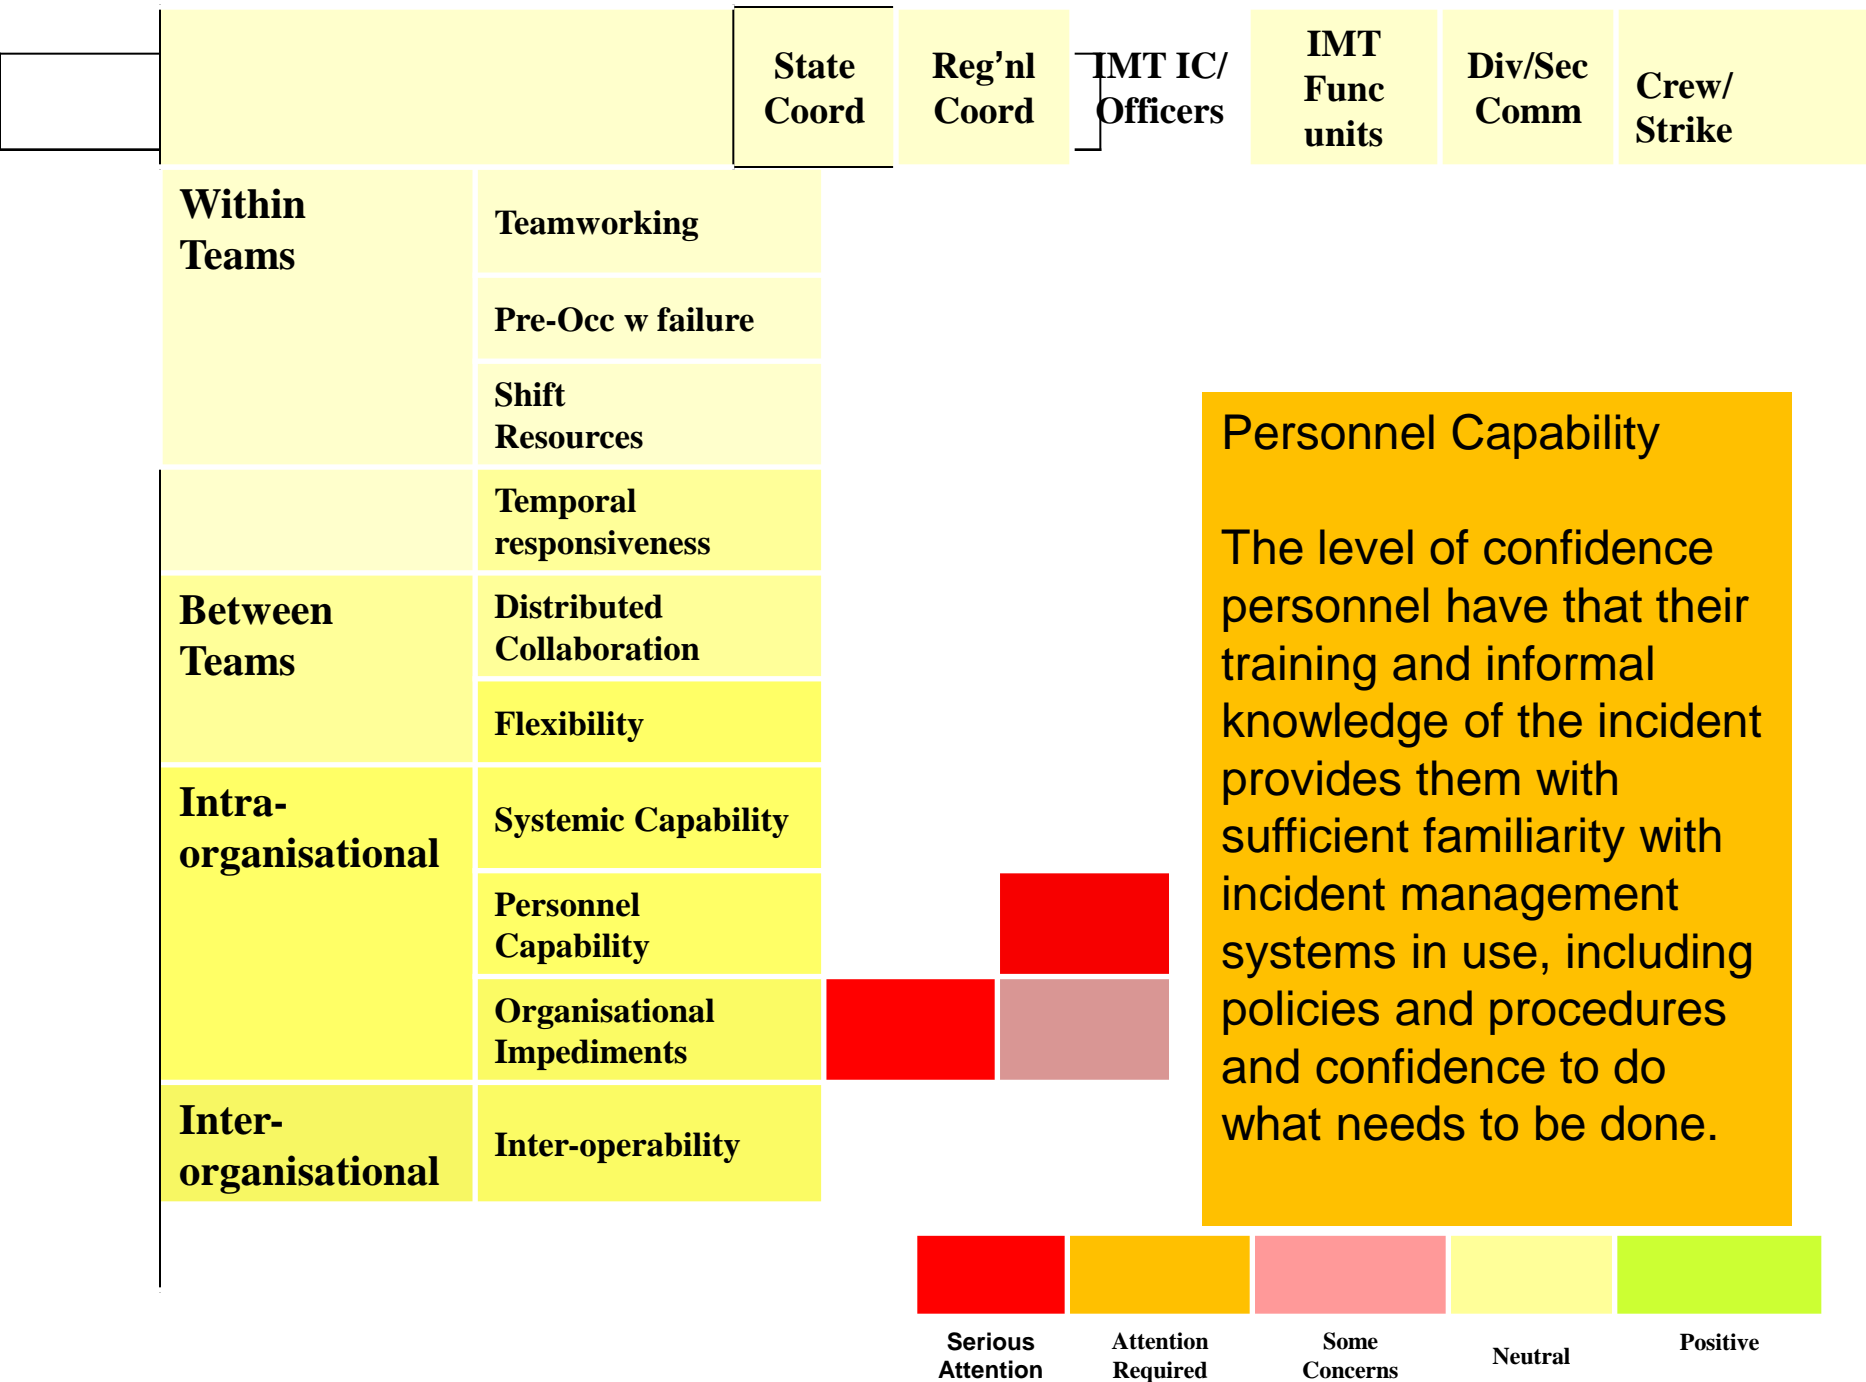 State
Coord
Reg’nl
Coord
IMT IC/
Officers
IMT
Func
units
Div/Sec
Comm
Crew/
Strike
Within
Teams
Teamworking
Pre-Occ w failure
Shift
Resources
Temporal
responsiveness
Between
Teams
Distributed
Collaboration
Flexibility
Intra-
organisational
Systemic Capability
Personnel
Capability
Organisational
Impediments
Inter-
organisational
Inter-operability
Personnel Capability
The level of confidence
personnel have that their
training and informal
knowledge of the incident
provides them with
sufficient familiarity with
incident management
systems in use, including
policies and procedures
and confidence to do
what needs to be done.
Serious
Attention
Attention
Required
Some
Concerns
Neutral
Positive